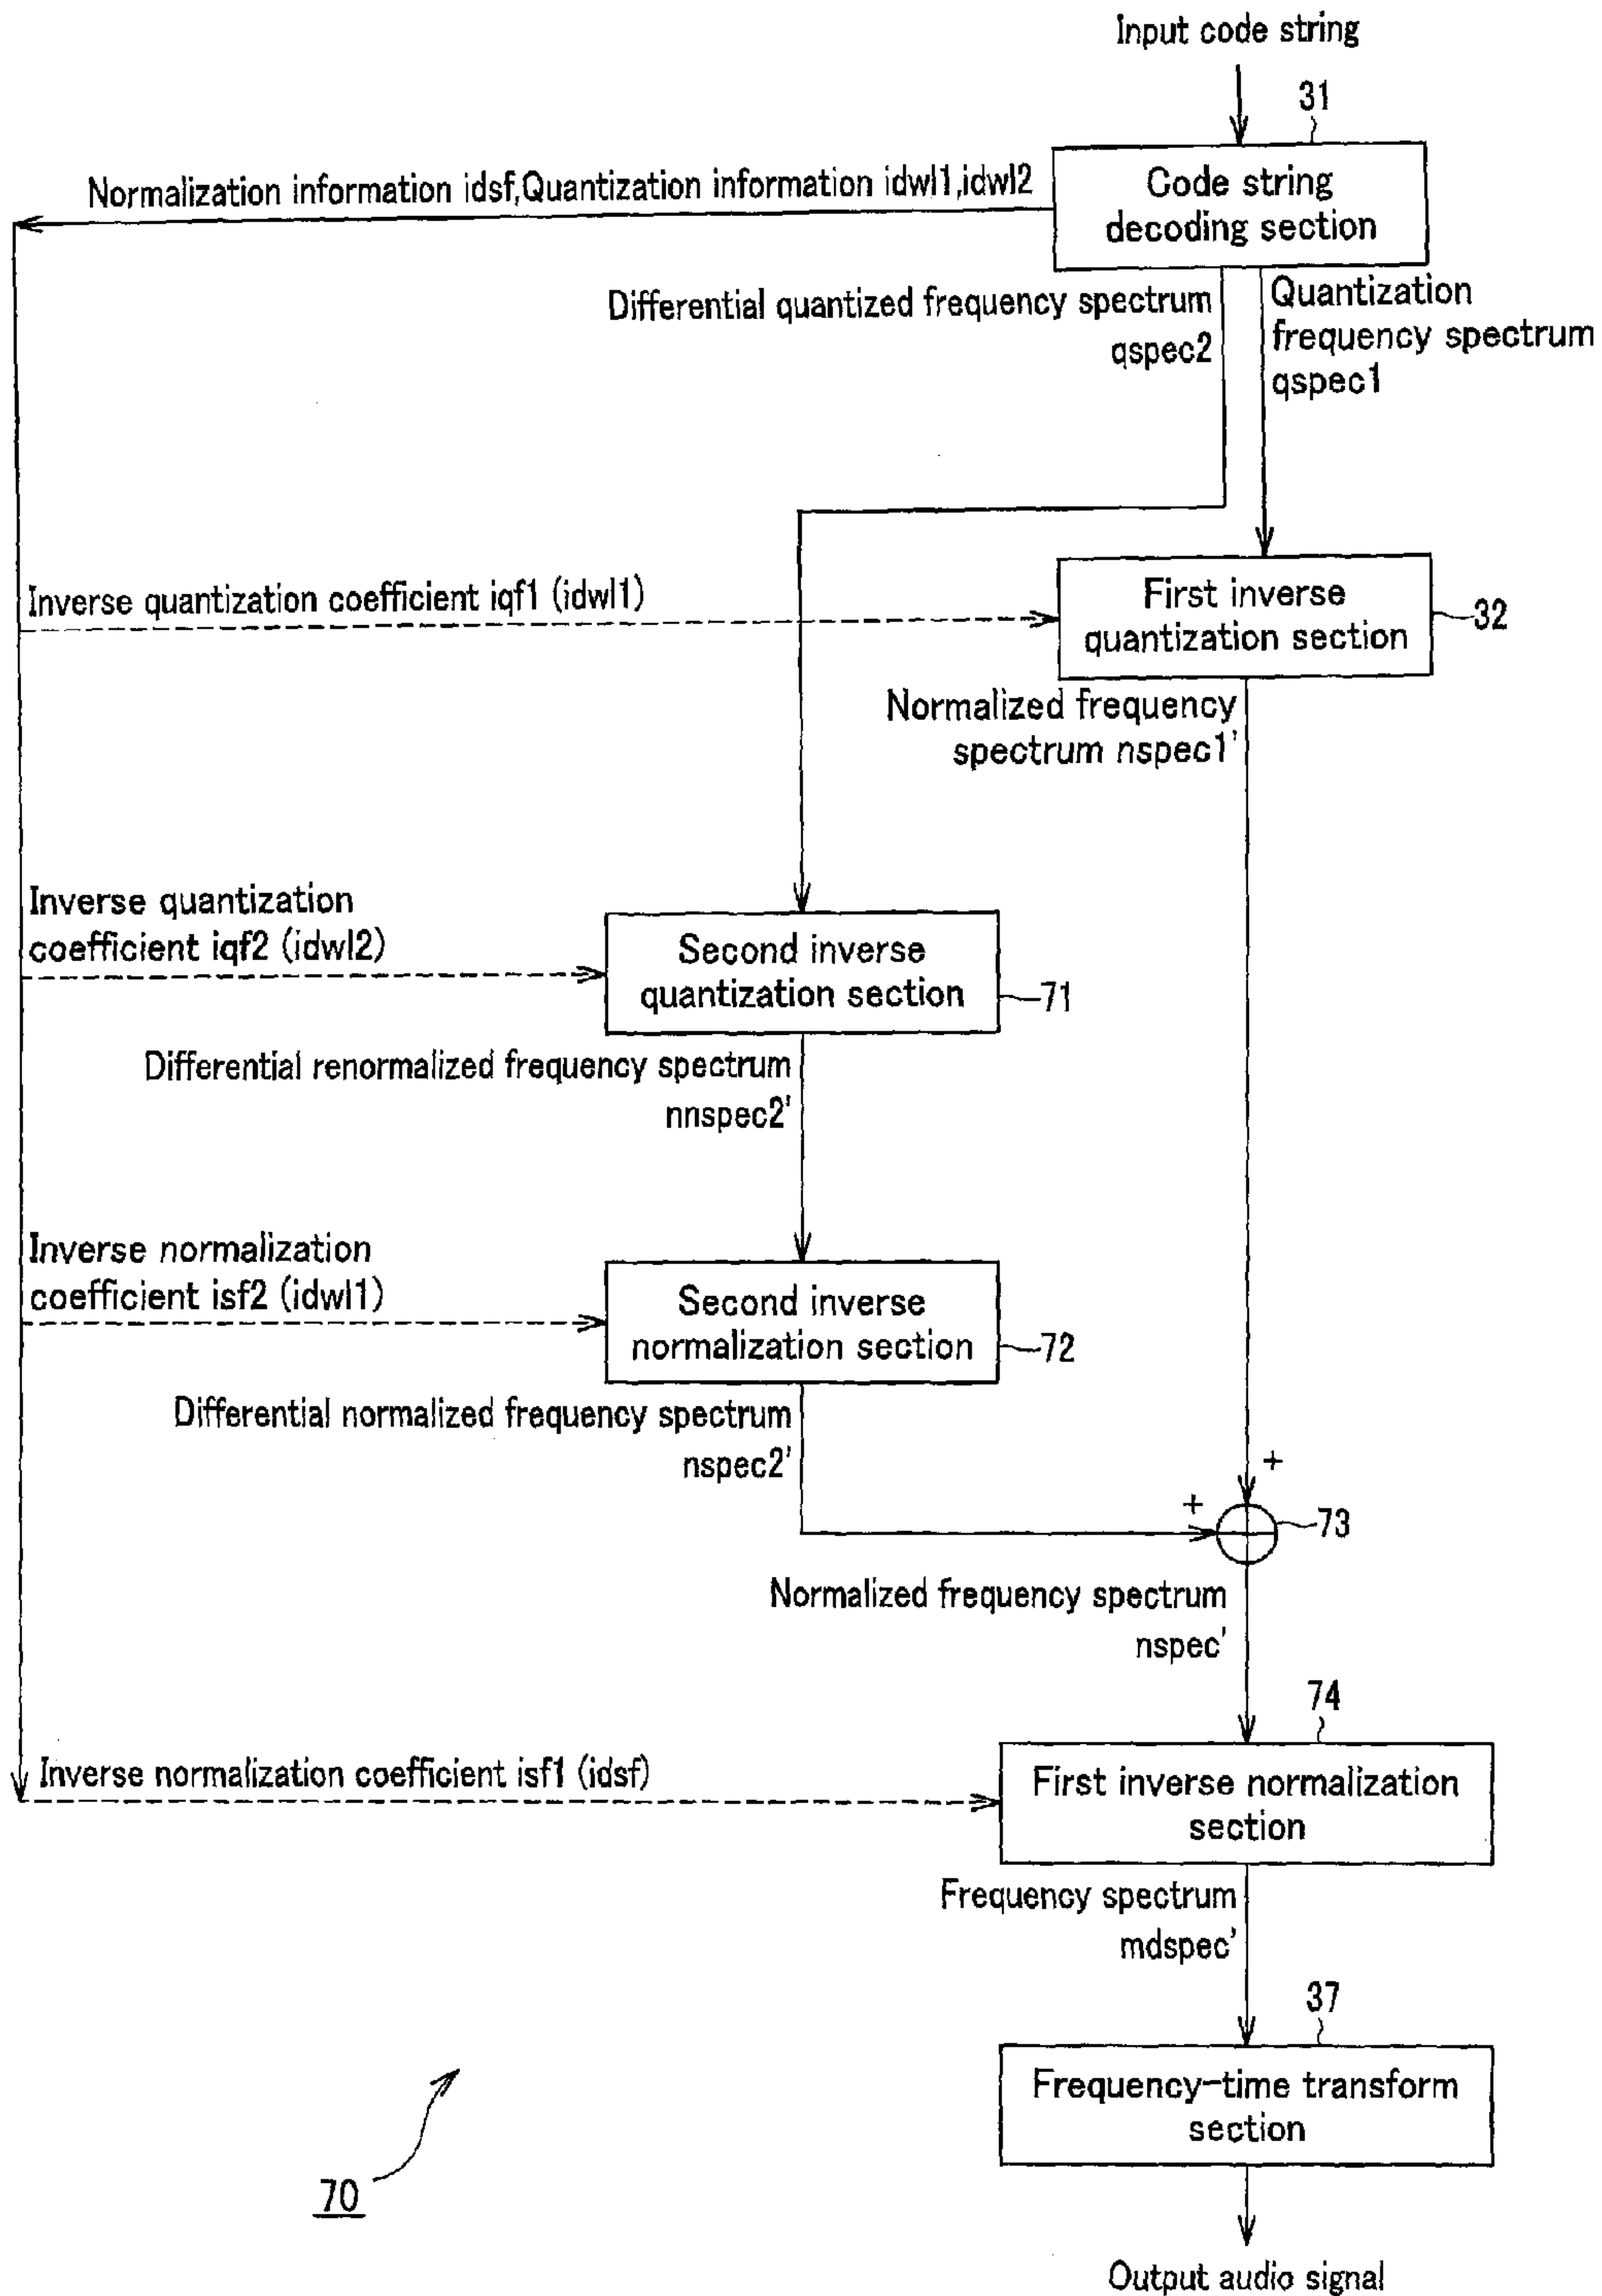 Input code string
31
Code string
decoding section
Normalization information idsf,Quantization information idwl1,idwl2
Differential quantized frequency spectrum
qspec2
Quantization
frequency spectrum
qspec1
Inverse quantization coefficient iqf1 (idwl1)
First inverse
quantization section
32
Normalized frequency
spectrum nspec1'
Inverse quantization
coefficient iqf2 (idwl2)
Second inverse
quantization section
71
Differential renormalized frequency spectrum
nnspec2'
Inverse normalization
coefficient isf2 (idwl1)
Second inverse
normalization section
72
Differential normalized frequency spectrum
nspec2'
+
+
73
Normalized frequency spectrum
nspec'
74
Inverse normalization coefficient isf1 (idsf)
First inverse normalization
section
Frequency spectrum
mdspec'
37
Frequency-time transform
section
70
Output audio signal